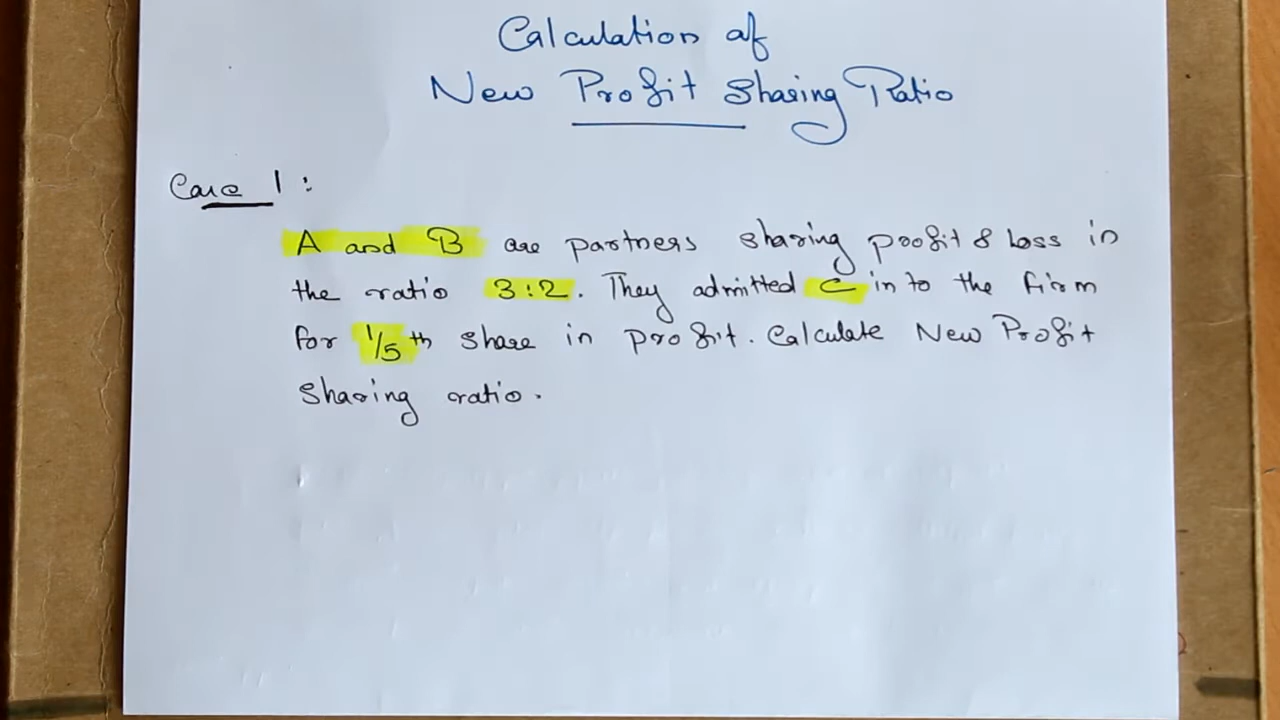 Calculation of
New Profit Sharing Ratio
Case 1:
A and B are partners sharing profit & loss in
the ratio 3:2. They admitted C in to the firm
for 1/5th share in profit. Calculate New Profit
Sharing ratio.